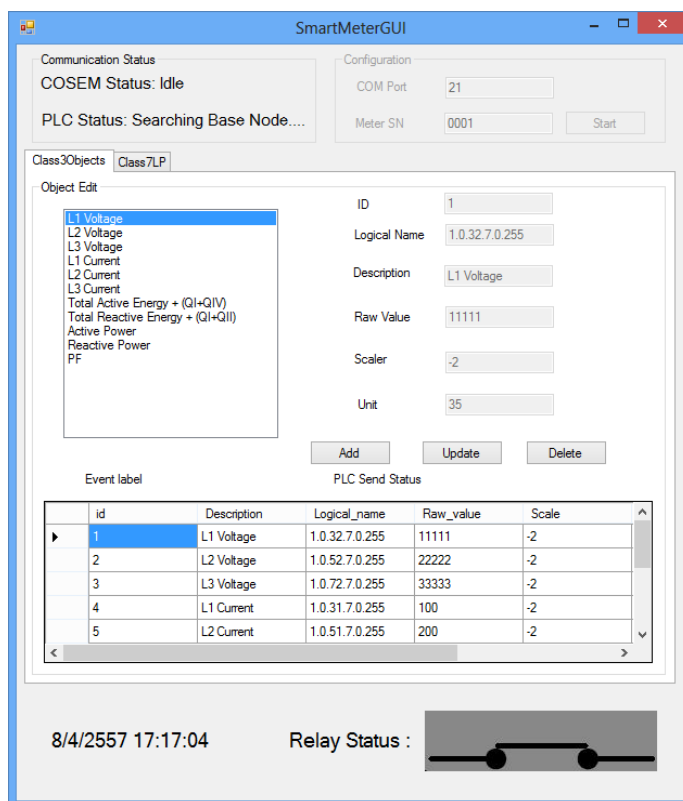 SmartMeterGUI
Communication Status
COSEM Status: Idle
PLC Status: Searching Base Node....
Configuration
COM Port 21
Meter SN 0001 Start
Class3Objects Class7LP
Object Edit
L1 Voltage
L2 Voltage
L3 Voltage
L1 Current
L2 Current
L3 Current
Total Active Energy + (QI+QIV)
Total Reactive Energy + (QI+QII)
Active Power
Reactive Power
PF
ID 1
Logical Name 1.0.32.7.0.255
Description L1 Voltage
Raw Value 11111
Scaler -2
Unit 35
Add Update Delete
Event label PLC Send Status
id Description Logical_name Raw_value Scale
1 L1 Voltage 1.0.32.7.0.255 11111 -2
2 L2 Voltage 1.0.52.7.0.255 22222 -2
3 L3 Voltage 1.0.72.7.0.255 33333 -2
4 L1 Current 1.0.31.7.0.255 100 -2
5 L2 Current 1.0.51.7.0.255 200 -2
8/4/2557 17:17:04 Relay Status :